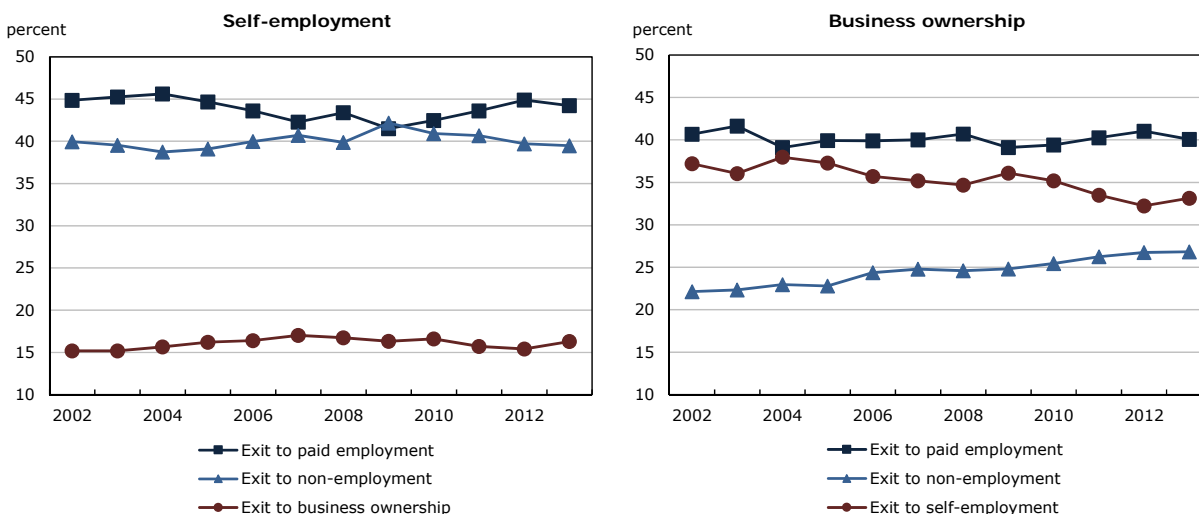 Self-employment
percent
50
45
40
35
30
25
20
15
10
2002 2004 2006 2008 2010 2012
Exit to paid employment
Exit to non-employment
Exit to business ownership
Business ownership
percent
50
45
40
35
30
25
20
15
10
2002 2004 2006 2008 2010 2012
Exit to paid employment
Exit to non-employment
Exit to self-employment